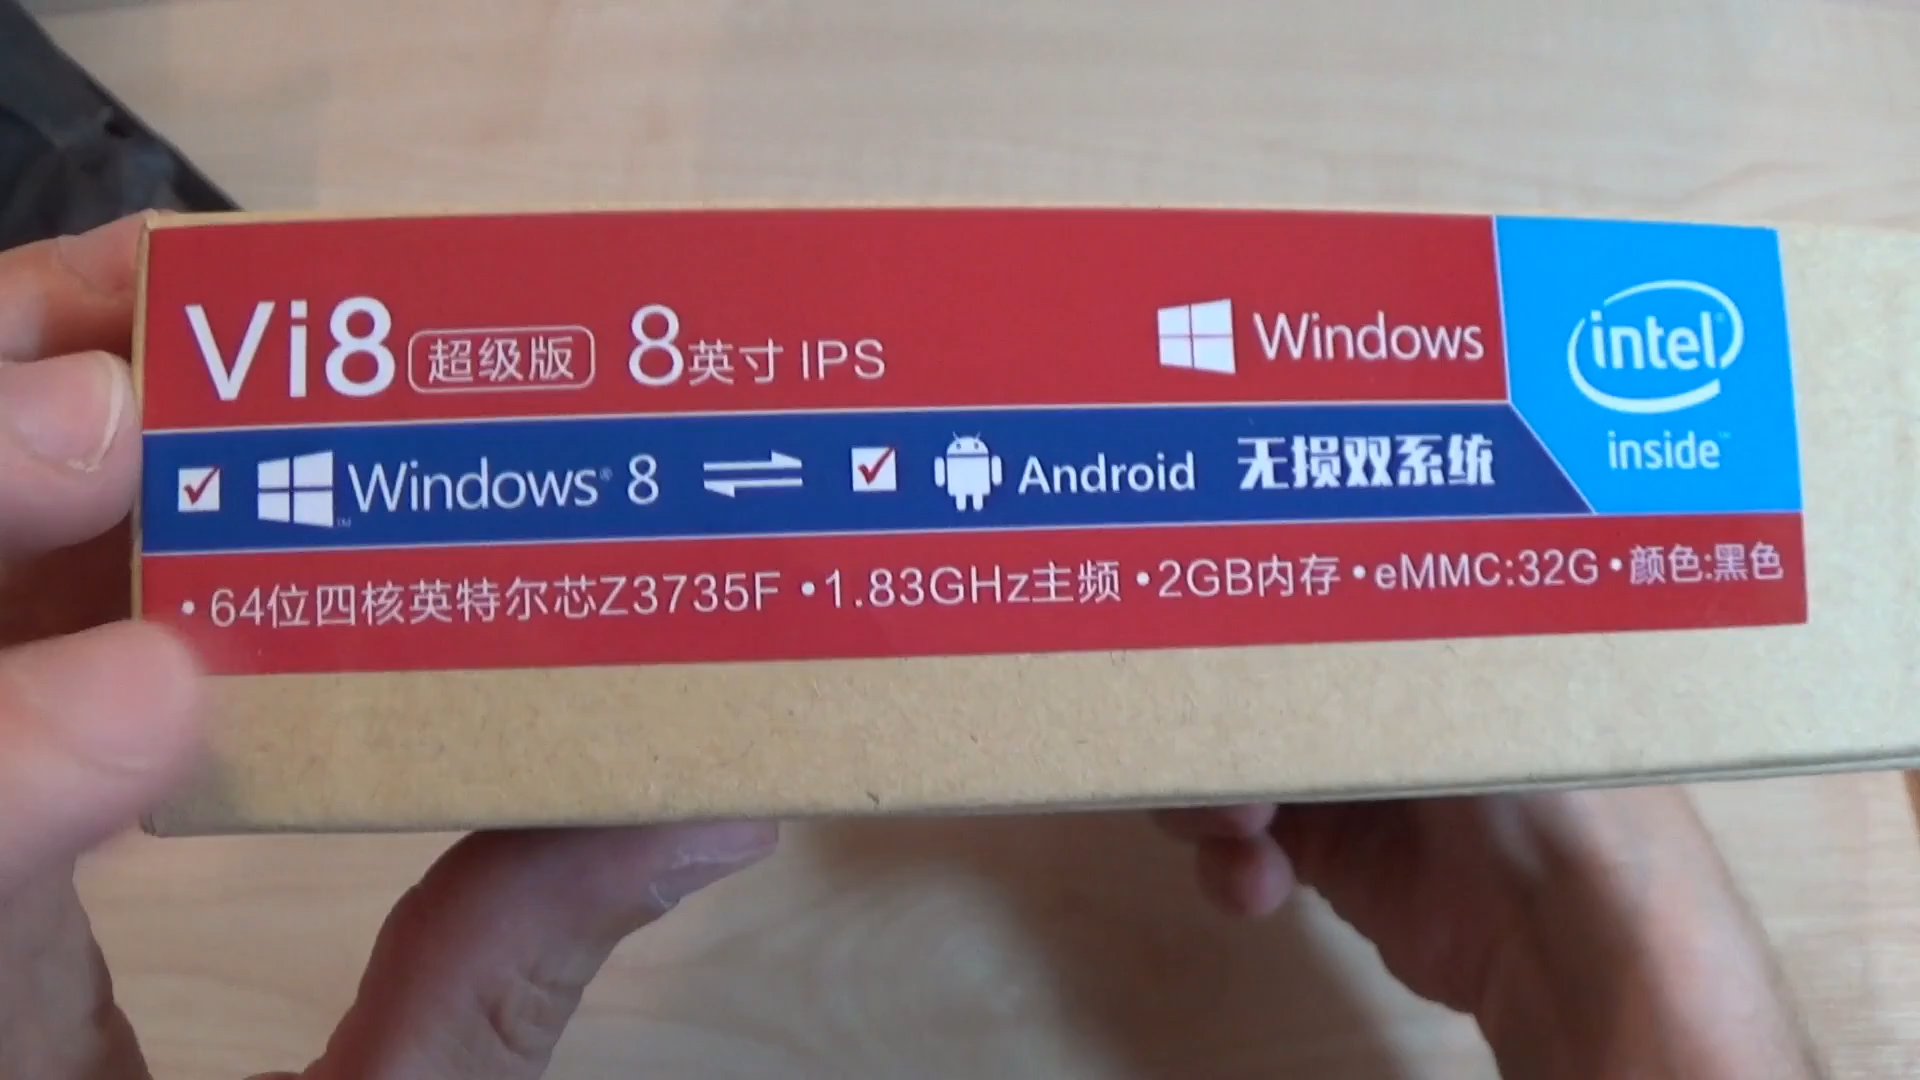 Vi8 超级版 8英寸 IPS Windows
intel inside™
Windows® 8 Android 无损双系统
•64位四核英特尔芯Z3735F •1.83GHz主频 •2GB内存 •eMMC:32G •颜色:黑色